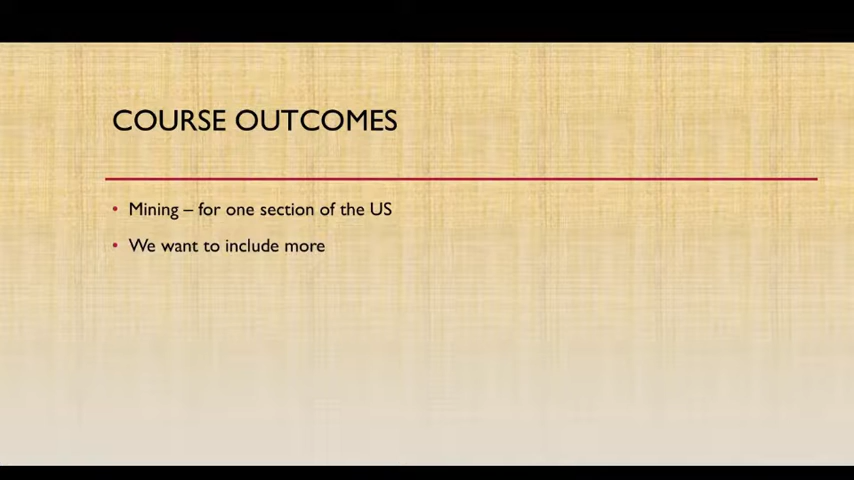 COURSE OUTCOMES
• Mining – for one section of the US
• We want to include more